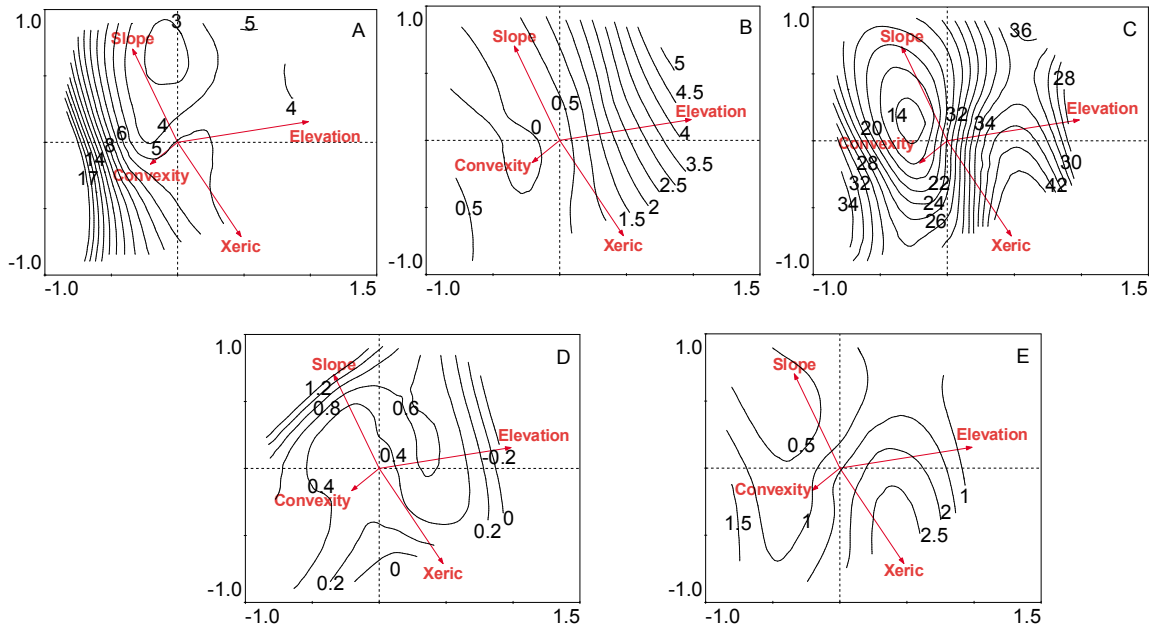 1.0
3
5
A
Slope
4
6
4
Elevation
8
5
14
Convexity
17
Xeric
-1.0
-1.0
1.5
B
Slope
5
4.5
0.5
Elevation
0
4
Convexity
3.5
2.5
0.5
2
1.5
Xeric
-1.0
1.5
1.0
36
C
Slope
28
Elevation
14
32
34
20
Convexity
28
30
32
22
42
34
24
26
Xeric
-1.0
-1.0
1.5
1.0
D
Slope
1.2
0.8
0.6
Elevation
0.4
-0.2
0.4
Convexity
0
0.2
Xeric
0.2
0
-1.0
-1.0
1.5
1.0
E
Slope
Elevation
0.5
Convexity
1
1.5
1
2
2.5
Xeric
-1.0
-1.0
1.5